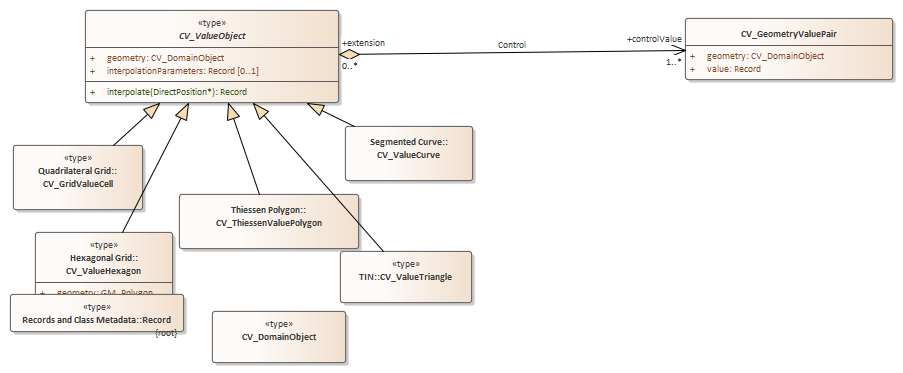 «type»
CV_ValueObject
+ geometry: CV_DomainObject
+ interpolationParameters: Record [0..1]
+ interpolate(DirectPosition*): Record
+extension
0..*
Control
+controlValue
1..*
CV_GeometryValuePair
+ geometry: CV_DomainObject
+ value: Record
Segmented Curve::
CV_ValueCurve
«type»
Quadrilateral Grid::
CV_GridValueCell
Thiessen Polygon::
CV_ThiessenValuePolygon
«type»
Hexagonal Grid::
CV_ValueHexagon
+ geometry: GM_Polygon
«type»
TIN::CV_ValueTriangle
«type»
Records and Class Metadata::Record
{root}
«type»
CV_DomainObject